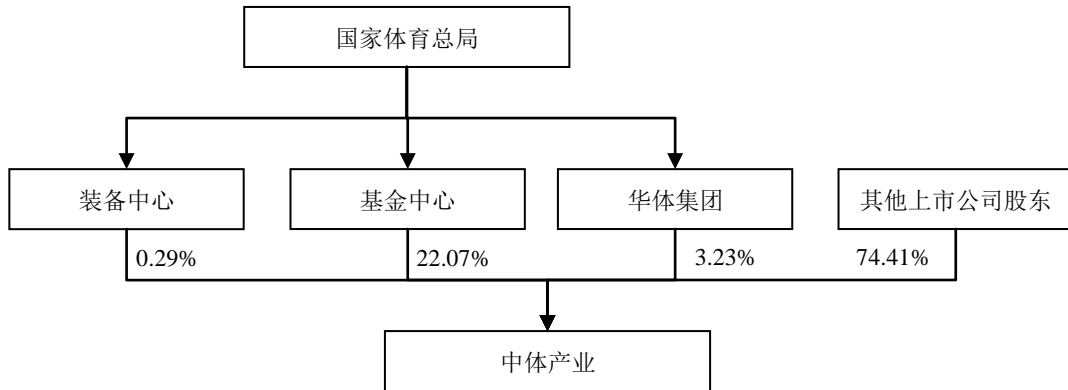 国家体育总局
装备中心
基金中心
华体集团
其他上市公司股东
0.29%
22.07%
3.23%
74.41%
中体产业